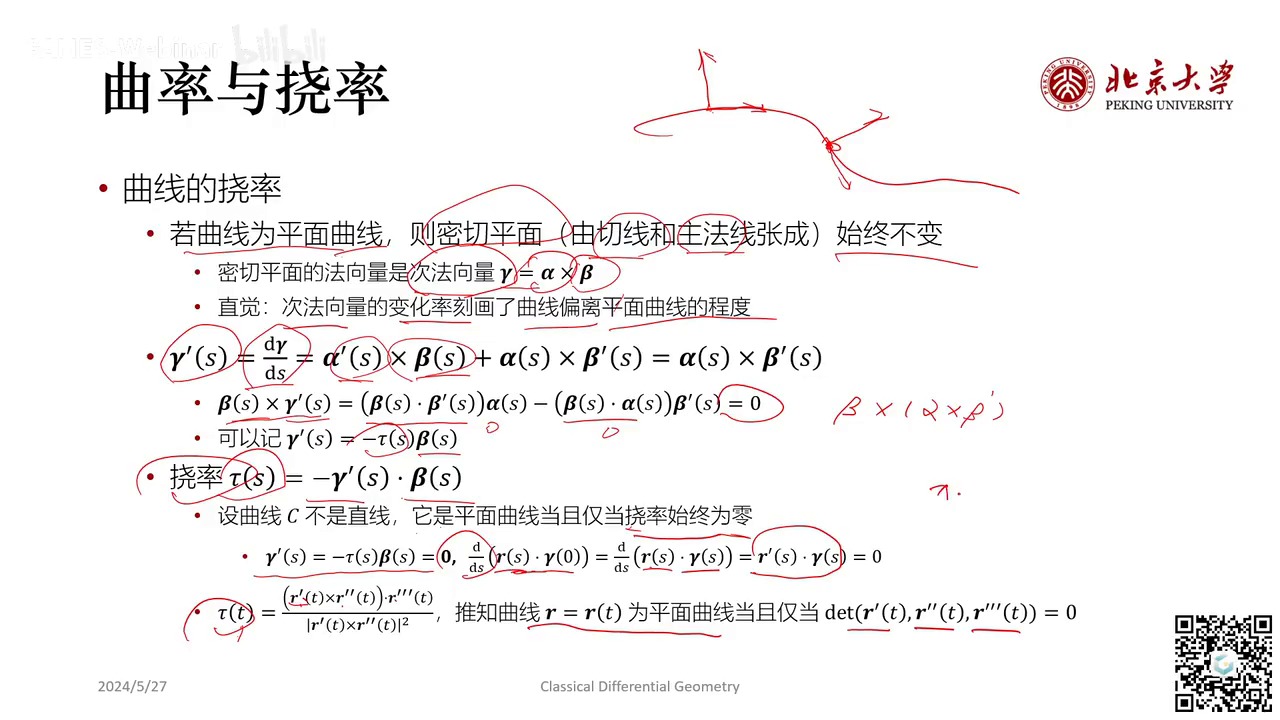 bilibili
曲率与挠率
北京大学
PEKING UNIVERSITY
• 曲线的挠率
• 若曲线为平面曲线，则密切平面（由切线和主法线张成）始终不变
• 密切平面的法向量是次法向量 γ = α × β
• 直觉：次法向量的变化率刻画了曲线偏离平面曲线的程度
• γ′(s) = dγ/ds = α′(s) × β(s) + α(s) × β′(s) = α(s) × β′(s)
• β(s) × γ′(s) = (β(s) · β′(s))α(s) − (β(s) · α(s))β′(s) = 0
0 0
β × (α × β′)
• 可以记 γ′(s) = −τ(s)β(s)
• 挠率 τ(s) = −γ′(s) · β(s)
• 设曲线 C 不是直线，它是平面曲线当且仅当挠率始终为零
• γ′(s) = −τ(s)β(s) = 0, d/ds (r(s) · γ(0)) = d/ds (r(s) · γ(s)) = r′(s) · γ(s) = 0
• τ(t) = (r′(t)×r′′(t))·r′′′(t) / |r′(t)×r′′(t)|²，推知曲线 r = r(t) 为平面曲线当且仅当 det(r′(t), r′′(t), r′′′(t)) = 0
2024/5/27
Classical Differential Geometry